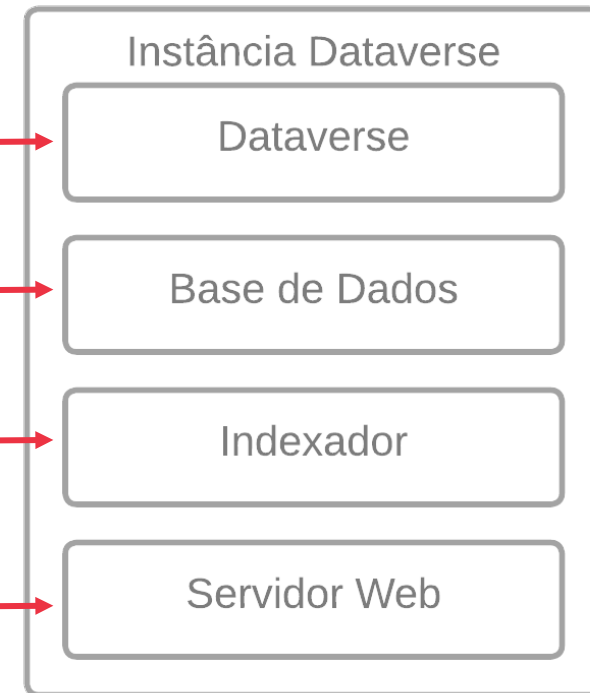 Instância Dataverse
Dataverse
Base de Dados
Indexador
Servidor Web